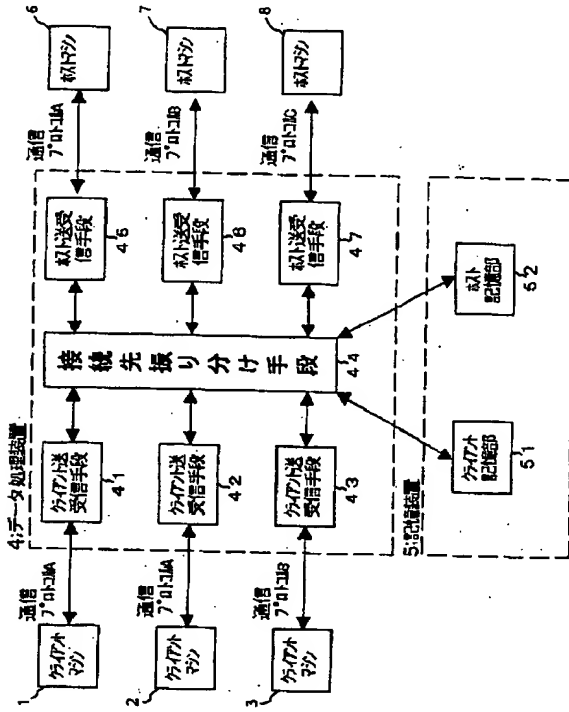 1
クライアント
マシン
通信
プロトコルA
2
クライアント
マシン
通信
プロトコルA
3
クライアント
マシン
通信
プロトコルB
4;データ処理装置
クライアント送
受信手段
41
クライアント送
受信手段
42
クライアント送
受信手段
43
接続先振り分け手段
44
ホスト送受
信手段
45
ホスト送受
信手段
46
ホスト送受
信手段
47
通信
プロトコルA
6
ホストマシン
通信
プロトコルB
7
ホストマシン
通信
プロトコルC
8
ホストマシン
5;記憶装置
クライアント
記憶部
51
ホスト
記憶部
52